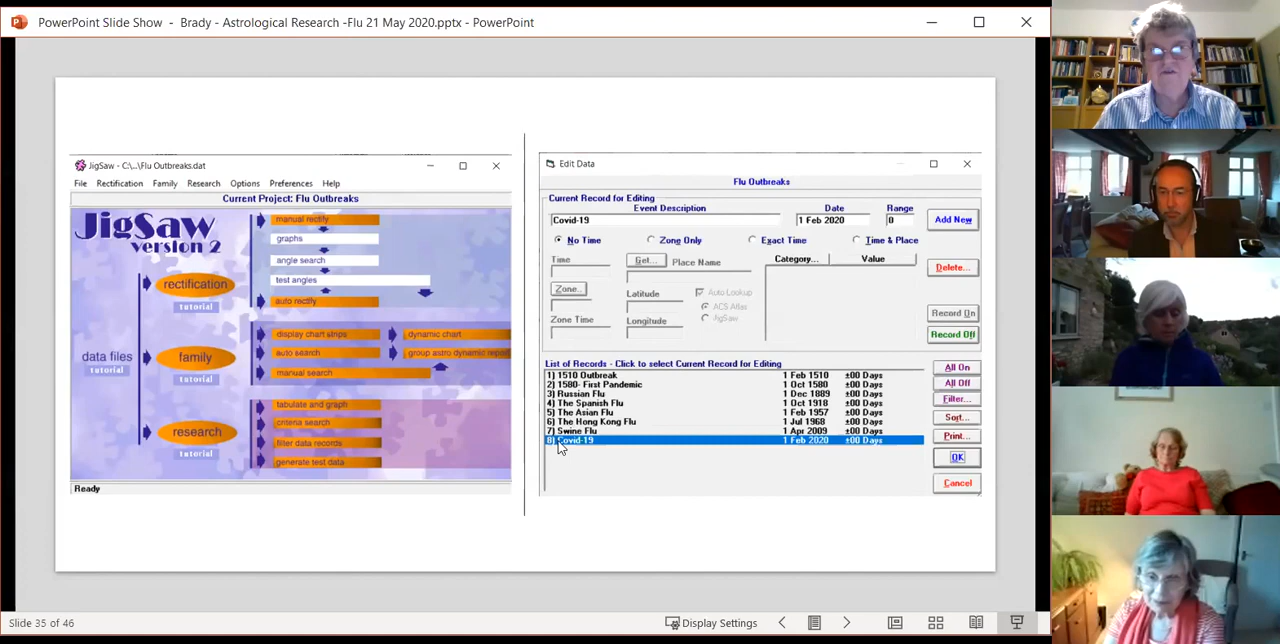 PowerPoint Slide Show - Brady - Astrological Research -Flu 21 May 2020.pptx - PowerPoint
JigSaw - C:\...\Flu Outbreaks.dat
File Rectification Family Research Options Preferences Help
Current Project: Flu Outbreaks
JigSaw
version 2
manual rectify
graphs
angle search
test angles
auto rectify
rectification
tutorial
data files
tutorial
display chart strips
dynamic chart
auto search
group astro dynamic report
manual search
family
tutorial
tabulate and graph
criteria search
filter data records
generate test data
research
tutorial
Ready
Edit Data
Flu Outbreaks
Current Record for Editing
Event Description Date Range
Covid-19 1 Feb 2020 0
Add New
No Time Zone Only Exact Time Time & Place
Time Get... Place Name Category... Value
Delete...
Zone.. Latitude Auto Lookup
ACS Atlas
Zone Time Longitude JigSaw
Record On
Record Off
List of Records - Click to select Current Record for Editing
1) 1510 Outbreak 1 Feb 1510 ±00 Days
2) 1580- First Pandemic 1 Oct 1580 ±00 Days
3) Russian Flu 1 Dec 1889 ±00 Days
4) The Spanish Flu 1 Oct 1918 ±00 Days
5) The Asian Flu 1 Feb 1957 ±00 Days
6) The Hong Kong Flu 1 Jul 1968 ±00 Days
7) Swine Flu 1 Apr 2009 ±00 Days
8) Covid-19 1 Feb 2020 ±00 Days
All On
All Off
Filter...
Sort...
Print...
OK
Cancel
Slide 35 of 46
Display Settings